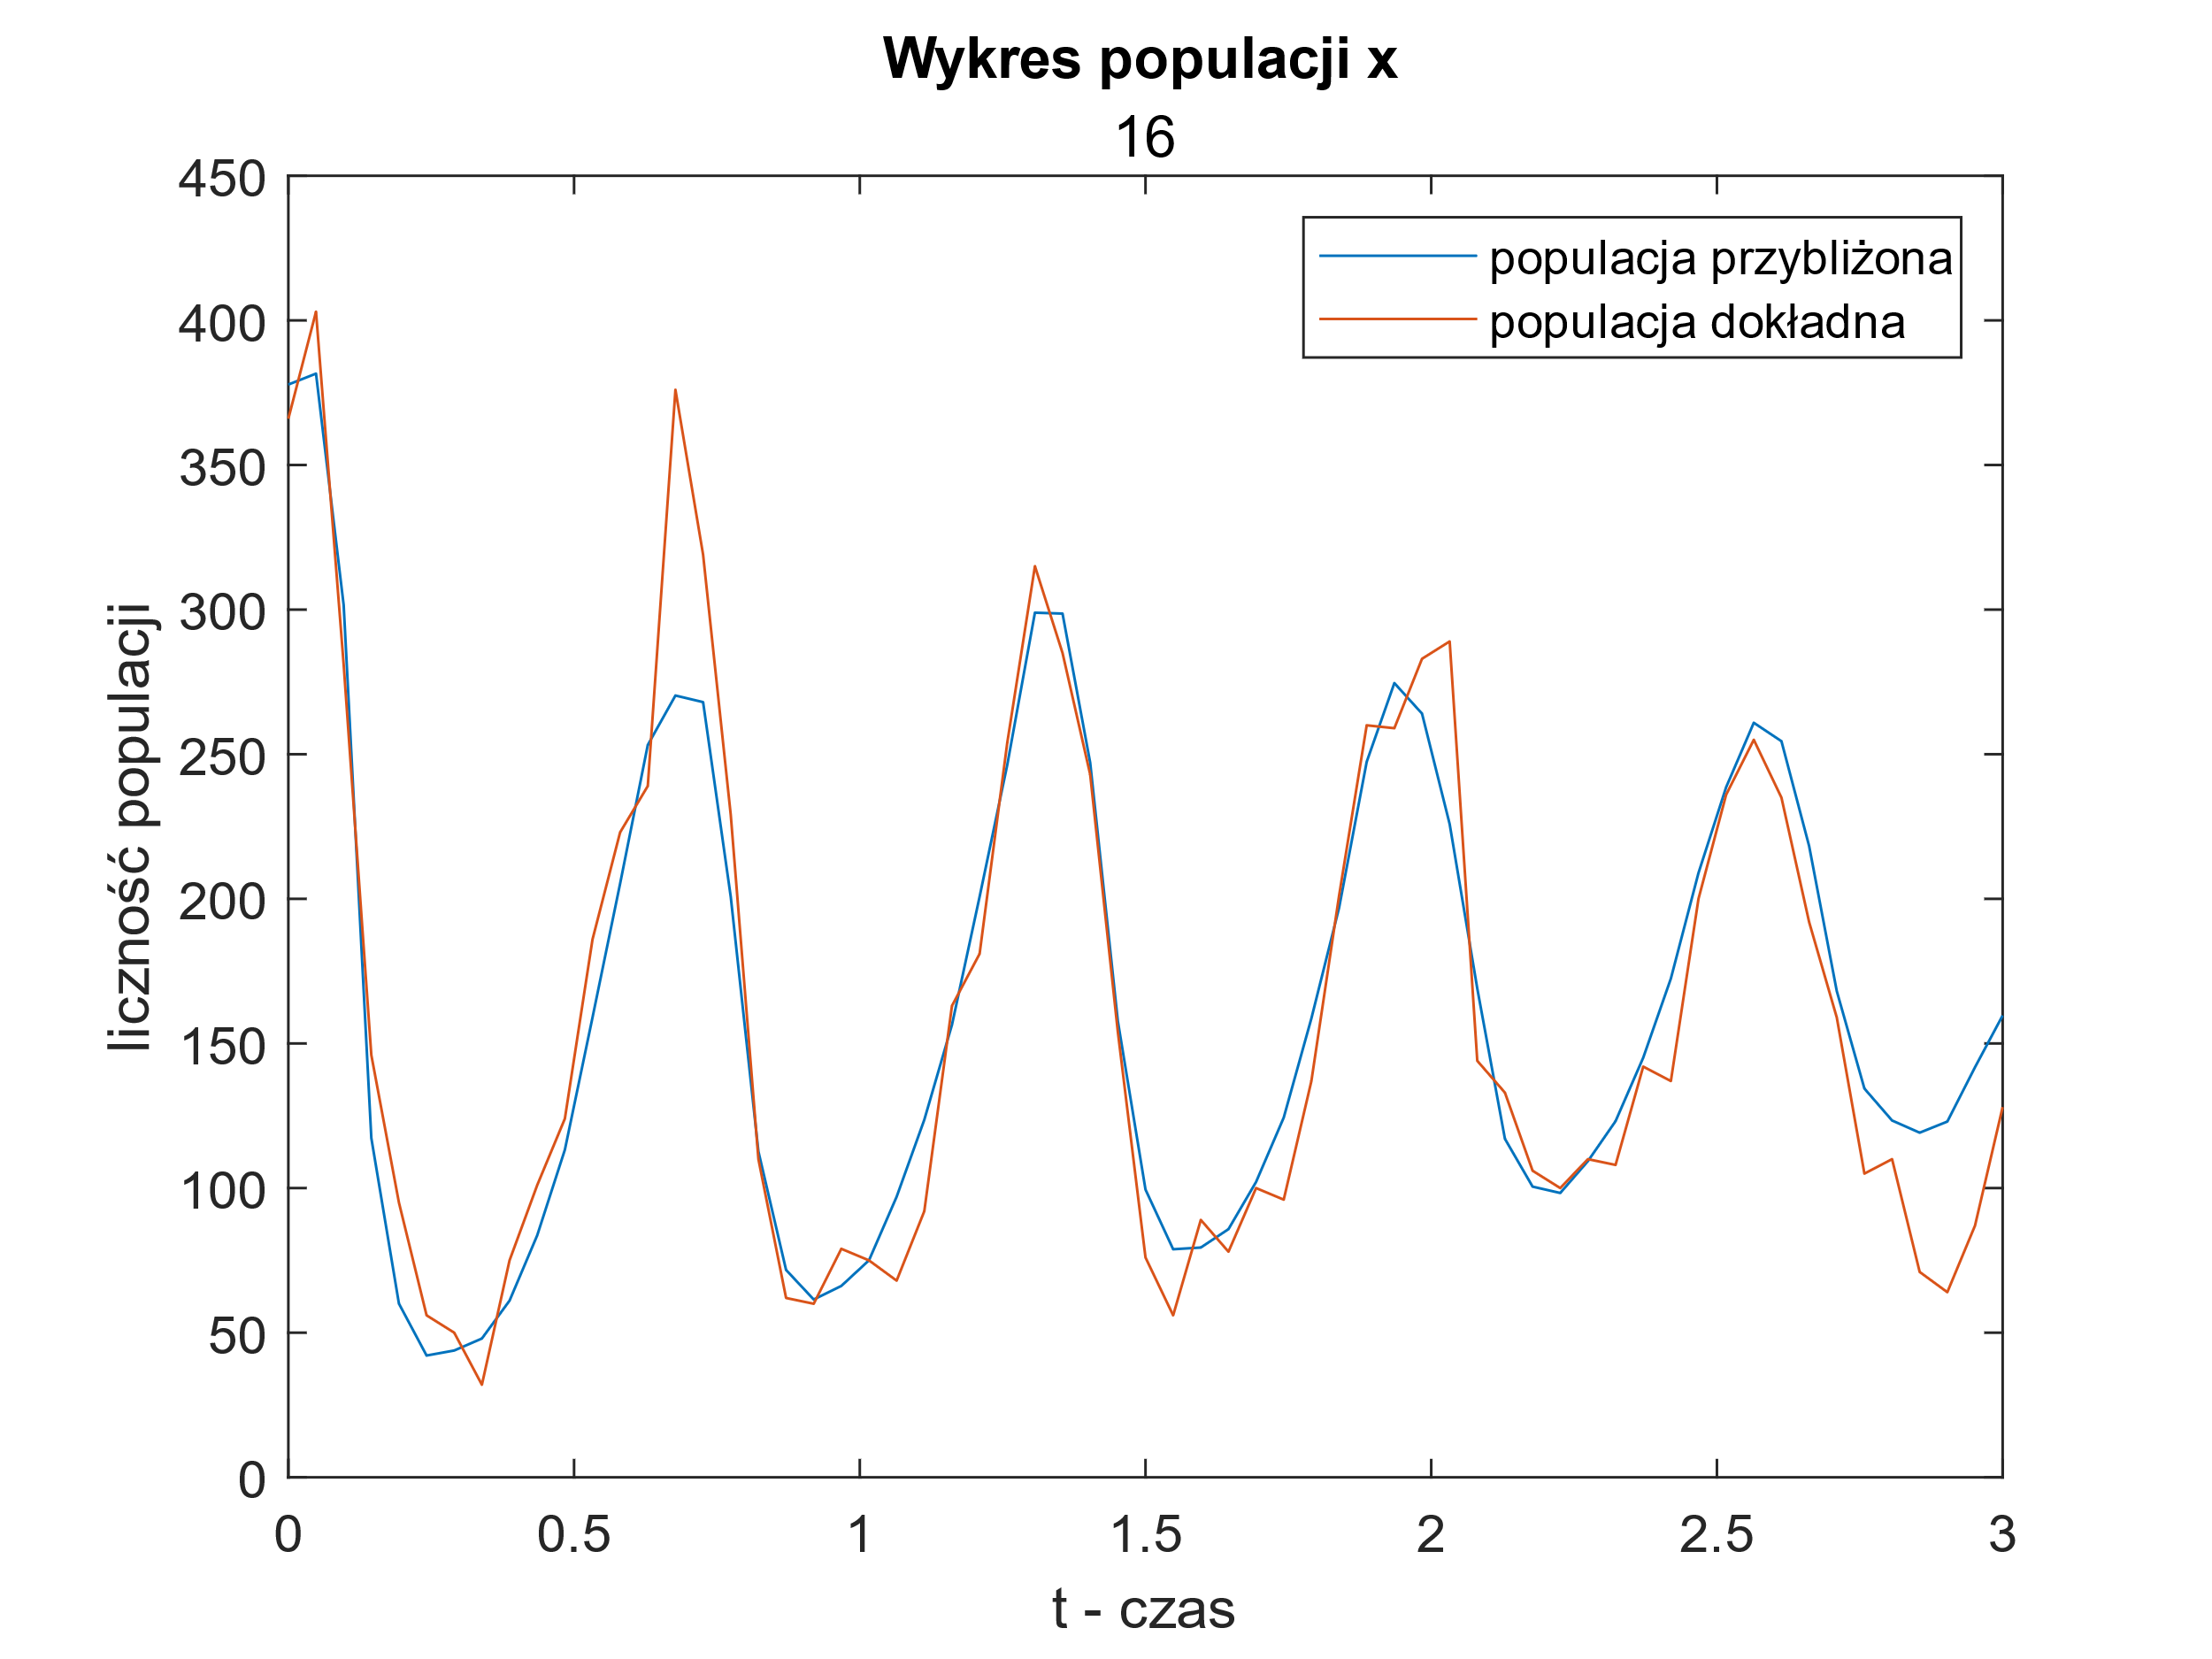 Wykres populacji x
16
450
400
350
300
250
200
150
100
50
0
liczność populacji
populacja przybliżona
populacja dokładna
0 0.5 1 1.5 2 2.5 3
t - czas